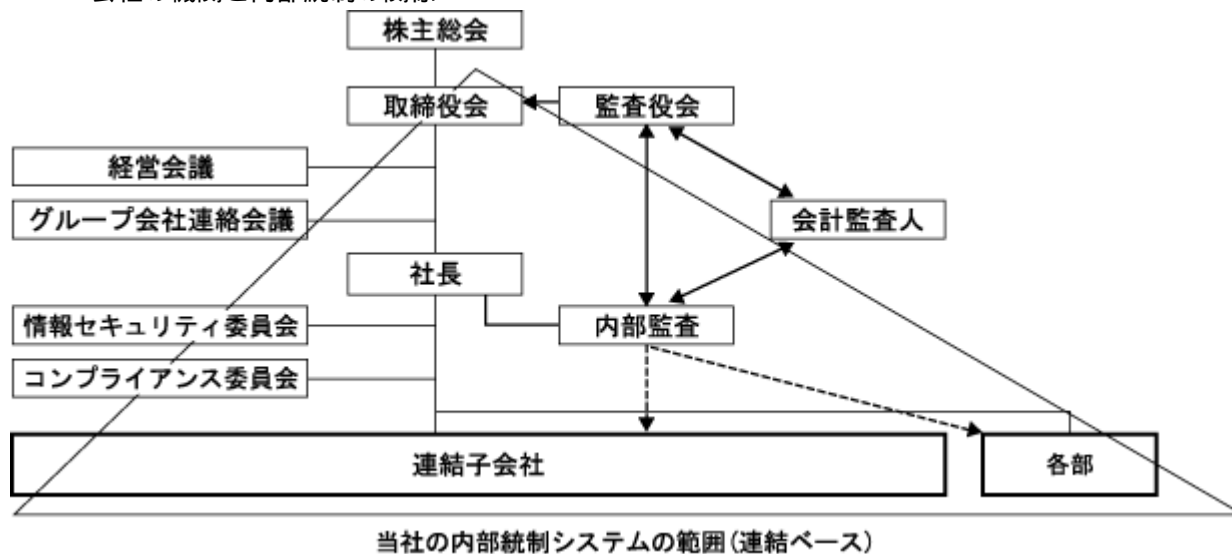 株主総会
取締役会
監査役会
経営会議
グループ会社連絡会議
会計監査人
社長
情報セキュリティ委員会
内部監査
コンプライアンス委員会
連結子会社
各部
当社の内部統制システムの範囲(連結ベース)